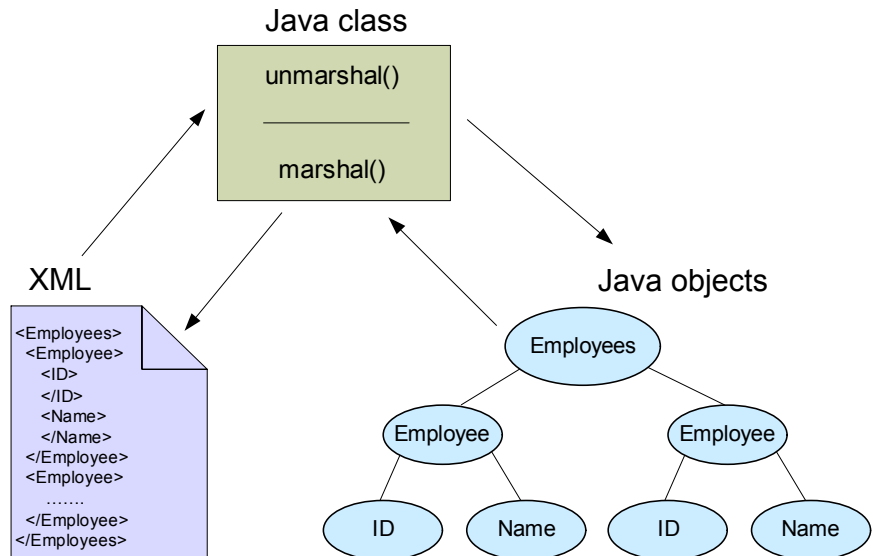 Java class
unmarshal()
marshal()
XML
<Employees>
<Employee>
<ID>
</ID>
<Name>
</Name>
</Employee>
<Employee>
.......
</Employee>
</Employees>
Java objects
Employees
Employee
Employee
ID
Name
ID
Name